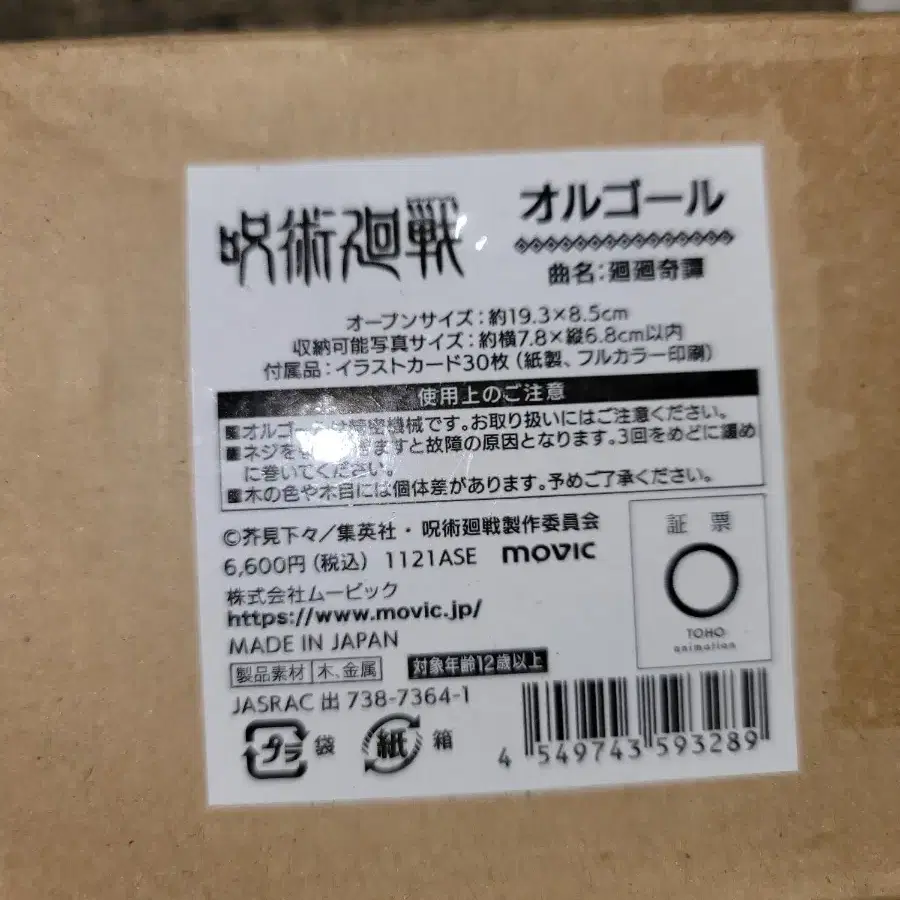 呪術廻戦
オルゴール
曲名：廻廻奇譚
オープンサイズ：約19.3×8.5cm
収納可能写真サイズ：約横7.8×縦6.8cm以内
付属品：イラストカード30枚（紙製、フルカラー印刷）
使用上のご注意
■オルゴールは精密機械です。お取り扱いにはご注意ください。
■ネジを ますと故障の原因となります。3回をめどに緩め
に巻いてください。
■木の色や木目には個体差があります。予めご了承ください。
©芥見下々／集英社・呪術廻戦製作委員会
6,600円（税込） 1121ASE movic
株式会社ムービック
https://www.movic.jp/
MADE IN JAPAN
製品素材 木、金属 対象年齢12歳以上
JASRAC 出 738-7364-1
プラ 袋 紙 箱
証票
TOHO
animation
4 549743 593289